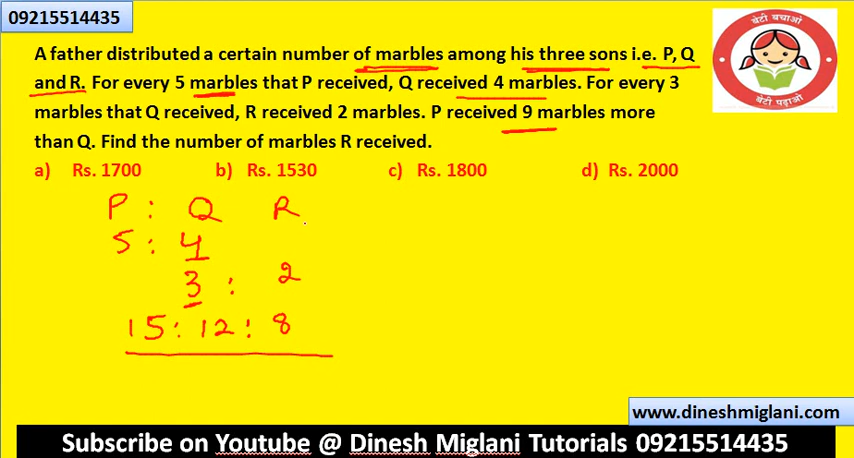 09215514435
A father distributed a certain number of marbles among his three sons i.e. P, Q
and R. For every 5 marbles that P received, Q received 4 marbles. For every 3
marbles that Q received, R received 2 marbles. P received 9 marbles more
than Q. Find the number of marbles R received.
a) Rs. 1700 b) Rs. 1530 c) Rs. 1800 d) Rs. 2000
बेटी बचाओ
बेटी पढ़ाओ
P : Q R
5 : 4
3 : 2
15 : 12 : 8
www.dineshmiglani.com
Subscribe on Youtube @ Dinesh Miglani Tutorials 09215514435